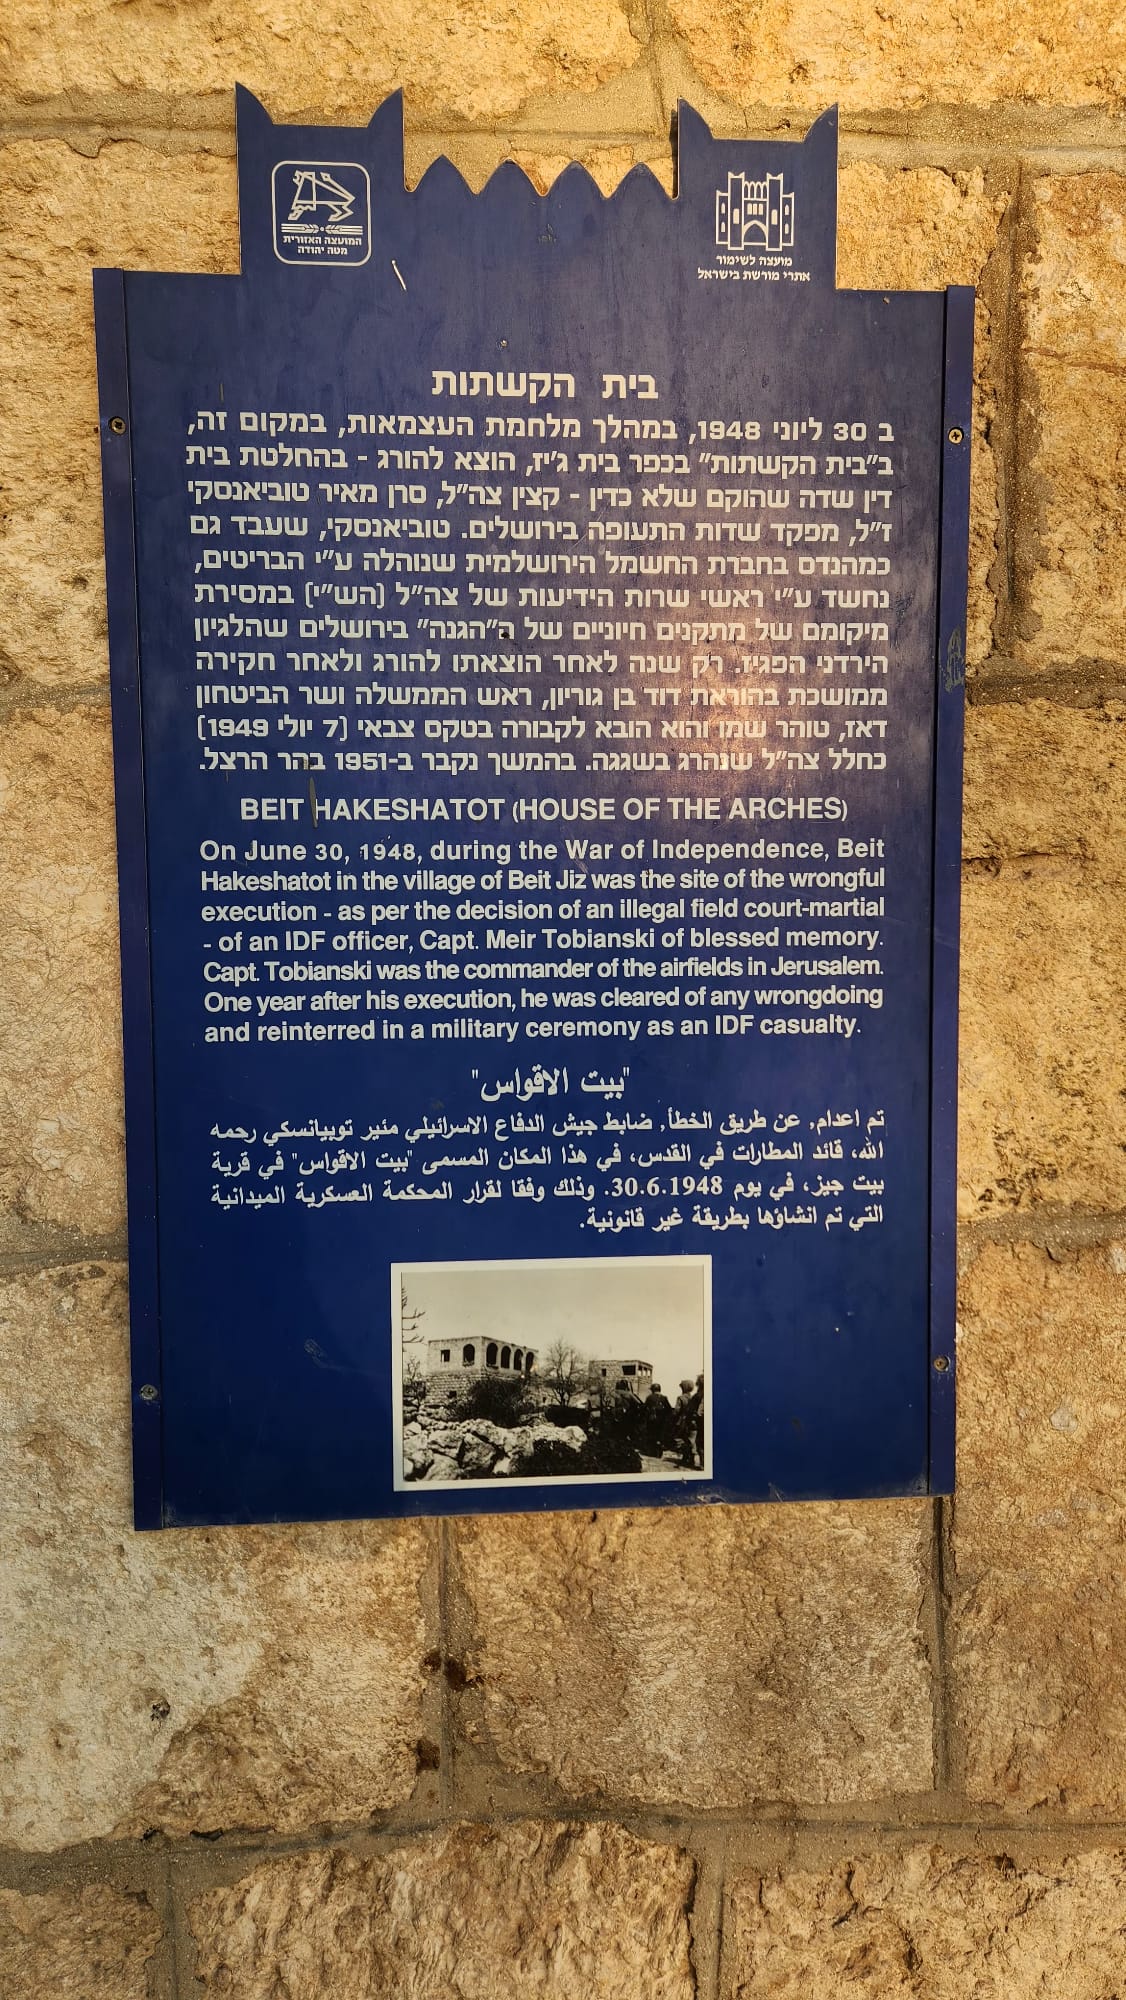 המועצה האזורית
מטה יהודה
מועצה לשימור
אתרי מורשת בישראל
בית הקשתות
ב 30 ליוני 1948, במהלך מלחמת העצמאות, במקום זה,
ב"בית הקשתות" בכפר בית ג'יז, הוצא להורג - בהחלטת בית
דין שדה שהוקם שלא כדין - קצין צה"ל, סרן מאיר טוביאנסקי
ז"ל, מפקד שדות התעופה בירושלים. טוביאנסקי, שעבד גם
כמהנדס בחברת החשמל הירושלמית שנוהלה ע"י הבריטים,
נחשד ע"י ראשי שרות הידיעות של צה"ל (הש"י) במסירת
מיקומם של מתקנים חיוניים של ה"הגנה" בירושלים שהלגיון
הירדני הפגיז. רק שנה לאחר הוצאתו להורג ולאחר חקירה
ממושכת בהוראת דוד בן גוריון, ראש הממשלה ושר הביטחון
דאז, טוהר שמו והוא הובא לקבורה בטקס צבאי (7 יולי 1949)
כחלל צה"ל שנהרג בשגגה. בהמשך נקבר ב-1951 בהר הרצל.
BEIT HAKESHATOT (HOUSE OF THE ARCHES)
On June 30, 1948, during the War of Independence, Beit
Hakeshatot in the village of Beit Jiz was the site of the wrongful
execution - as per the decision of an illegal field court-martial
- of an IDF officer, Capt. Meir Tobianski of blessed memory.
Capt. Tobianski was the commander of the airfields in Jerusalem.
One year after his execution, he was cleared of any wrongdoing
and reinterred in a military ceremony as an IDF casualty.
"بيت الاقواس"
تم اعدام, عن طريق الخطأ, ضابط جيش الدفاع الاسرائيلي مئير توبيانسكي رحمه
الله، قائد المطارات في القدس، في هذا المكان المسمى "بيت الاقواس" في قرية
بيت جيز، في يوم 30.6.1948. وذلك وفقا لقرار المحكمة العسكرية الميدانية
التي تم انشاؤها بطريقة غير قانونية.